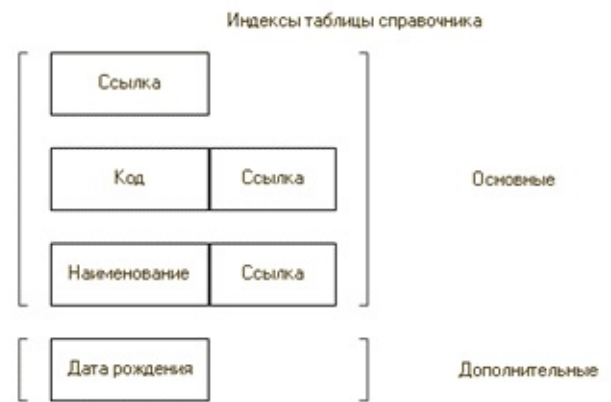 Индексы таблицы справочника
Ссылка
Код Ссылка Основные
Наименование Ссылка
Дата рождения Дополнительные